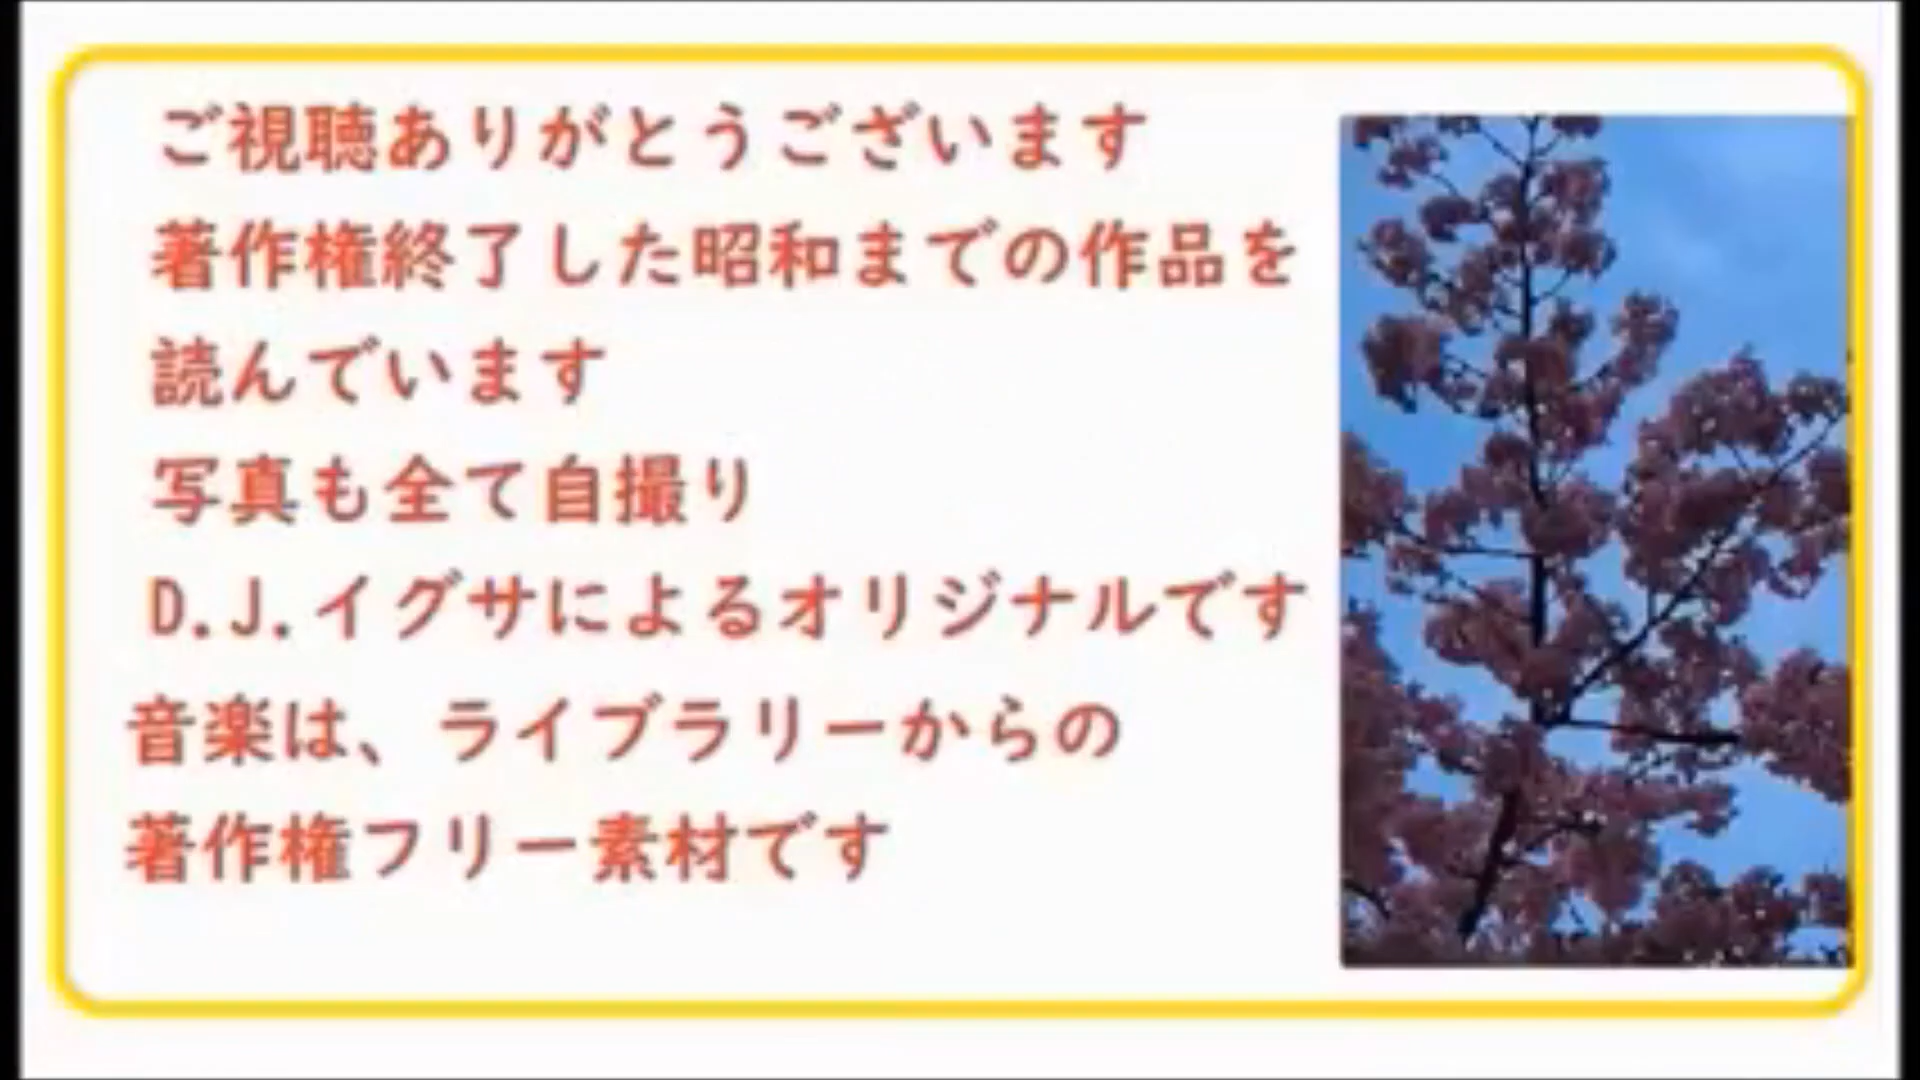 ご視聴ありがとうございます
著作権終了した昭和までの作品を
読んでいます
写真も全て自撮り
D.J.イグサによるオリジナルです
音楽は、ライブラリーからの
著作権フリー素材です